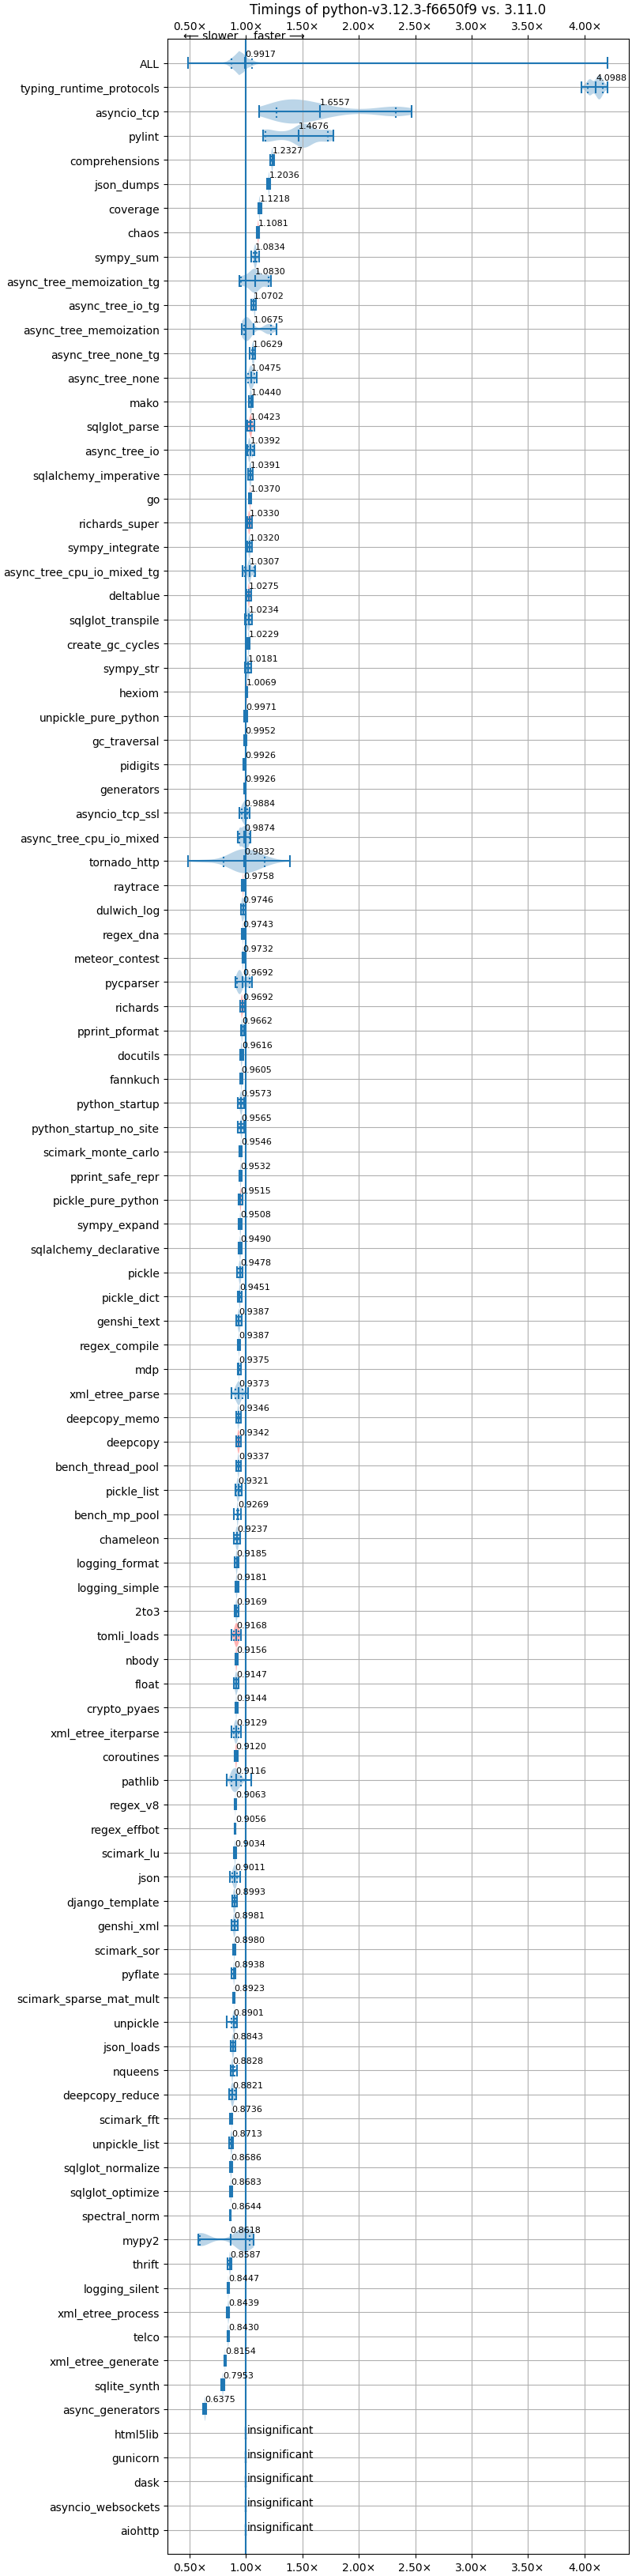 Timings of python-v3.12.3-f6650f9 vs. 3.11.0
0.50× 1.00× 1.50× 2.00× 2.50× 3.00× 3.50× 4.00×
⟵ slower faster ⟶
ALL 0.9917
typing_runtime_protocols 4.0988
asyncio_tcp 1.6557
pylint 1.4676
comprehensions 1.2327
json_dumps 1.2036
coverage 1.1218
chaos 1.1081
sympy_sum 1.0834
async_tree_memoization_tg 1.0830
async_tree_io_tg 1.0702
async_tree_memoization 1.0675
async_tree_none_tg 1.0629
async_tree_none 1.0475
mako 1.0440
sqlglot_parse 1.0423
async_tree_io 1.0392
sqlalchemy_imperative 1.0391
go 1.0370
richards_super 1.0330
sympy_integrate 1.0320
async_tree_cpu_io_mixed_tg 1.0307
deltablue 1.0275
sqlglot_transpile 1.0234
create_gc_cycles 1.0229
sympy_str 1.0181
hexiom 1.0069
unpickle_pure_python 0.9971
gc_traversal 0.9952
pidigits 0.9926
generators 0.9926
asyncio_tcp_ssl 0.9884
async_tree_cpu_io_mixed 0.9874
tornado_http 0.9832
raytrace 0.9758
dulwich_log 0.9746
regex_dna 0.9743
meteor_contest 0.9732
pycparser 0.9692
richards 0.9692
pprint_pformat 0.9662
docutils 0.9616
fannkuch 0.9605
python_startup 0.9573
python_startup_no_site 0.9565
scimark_monte_carlo 0.9546
pprint_safe_repr 0.9532
pickle_pure_python 0.9515
sympy_expand 0.9508
sqlalchemy_declarative 0.9490
pickle 0.9478
pickle_dict 0.9451
genshi_text 0.9387
regex_compile 0.9387
mdp 0.9375
xml_etree_parse 0.9373
deepcopy_memo 0.9346
deepcopy 0.9342
bench_thread_pool 0.9337
pickle_list 0.9321
bench_mp_pool 0.9269
chameleon 0.9237
logging_format 0.9185
logging_simple 0.9181
2to3 0.9169
tomli_loads 0.9168
nbody 0.9156
float 0.9147
crypto_pyaes 0.9144
xml_etree_iterparse 0.9129
coroutines 0.9120
pathlib 0.9116
regex_v8 0.9063
regex_effbot 0.9056
scimark_lu 0.9034
json 0.9011
django_template 0.8993
genshi_xml 0.8981
scimark_sor 0.8980
pyflate 0.8938
scimark_sparse_mat_mult 0.8923
unpickle 0.8901
json_loads 0.8843
nqueens 0.8828
deepcopy_reduce 0.8821
scimark_fft 0.8736
unpickle_list 0.8713
sqlglot_normalize 0.8686
sqlglot_optimize 0.8683
spectral_norm 0.8644
mypy2 0.8618
thrift 0.8587
logging_silent 0.8447
xml_etree_process 0.8439
telco 0.8430
xml_etree_generate 0.8154
sqlite_synth 0.7953
async_generators 0.6375
html5lib insignificant
gunicorn insignificant
dask insignificant
asyncio_websockets insignificant
aiohttp insignificant
0.50× 1.00× 1.50× 2.00× 2.50× 3.00× 3.50× 4.00×